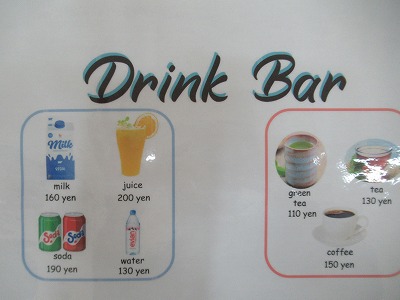 Drink Bar
Milk
milk
160 yen
juice
200 yen
soda
190 yen
water
130 yen
green
tea
110 yen
tea
130 yen
coffee
150 yen